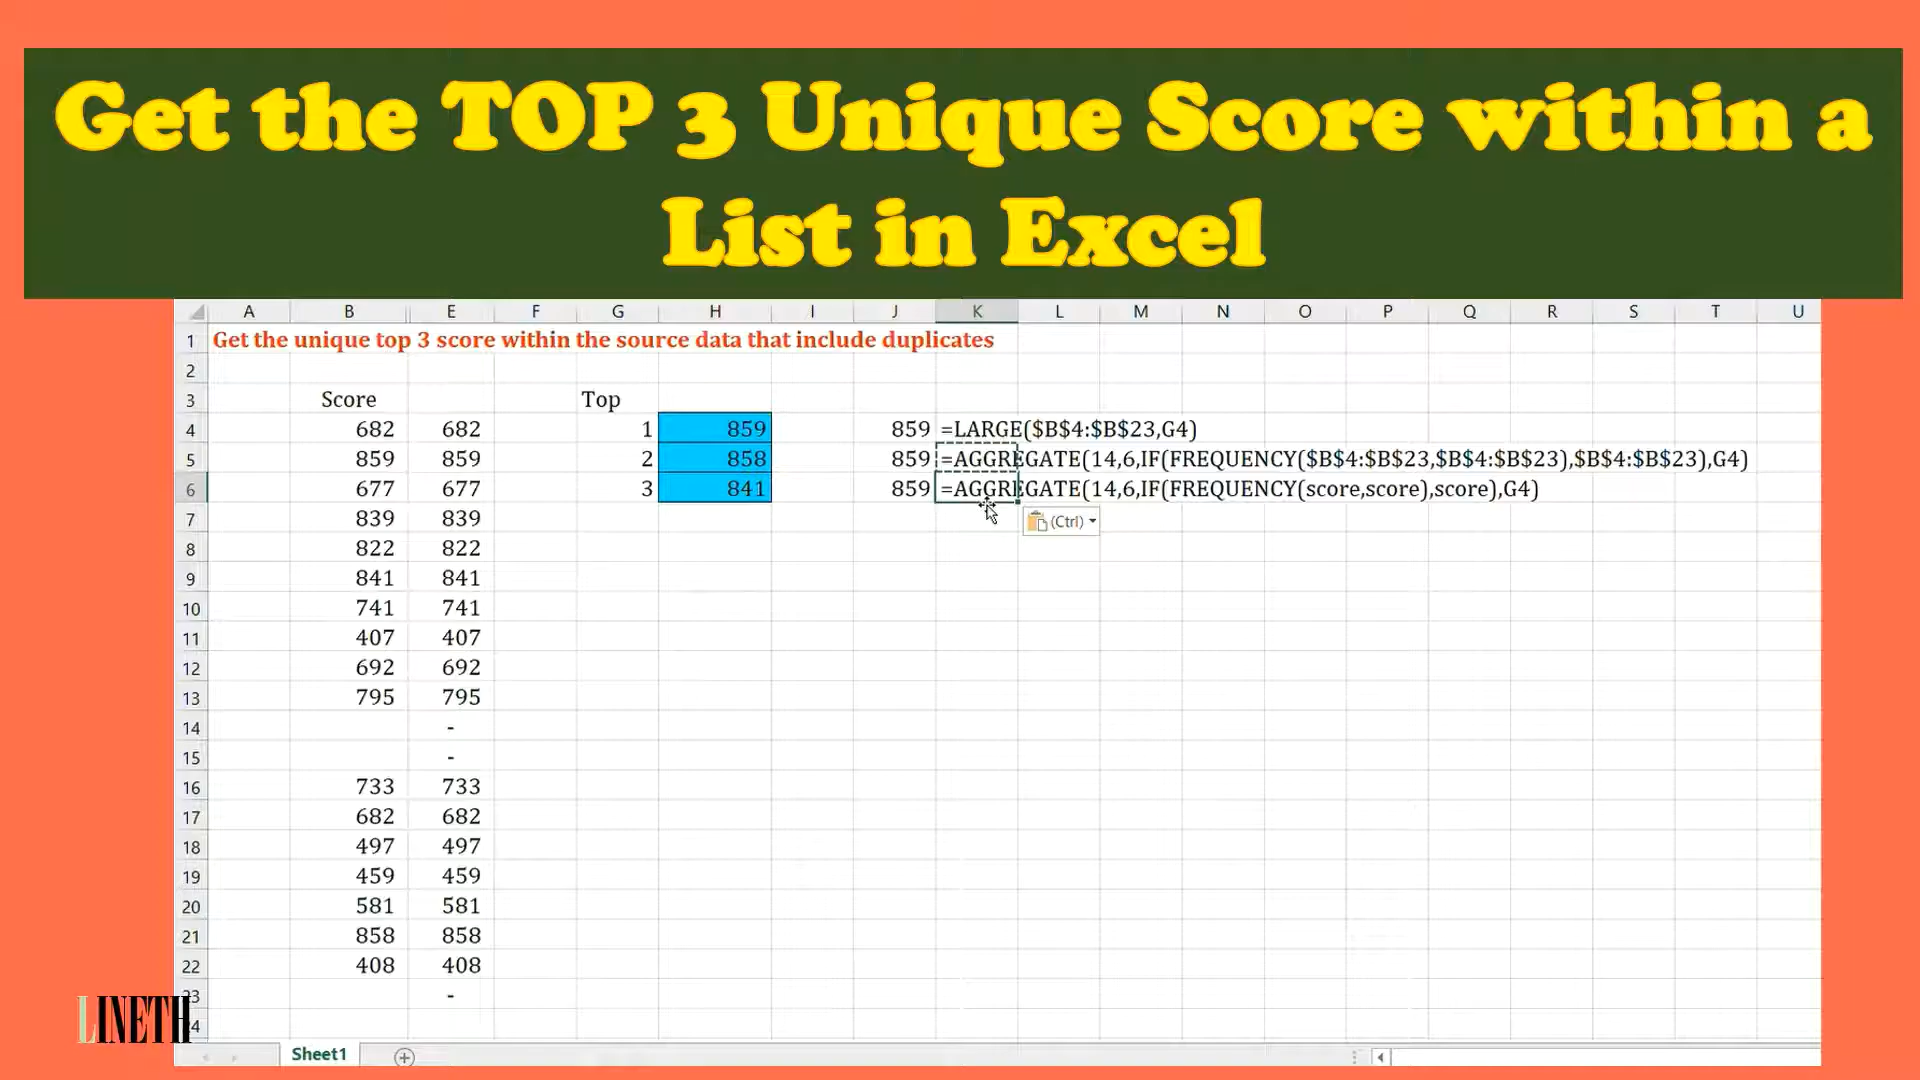 Get the TOP 3 Unique Score within a
List in Excel
A B E F G H I J K L M N O P Q R S T U
1 Get the unique top 3 score within the source data that include duplicates
2
3 Score Top
4 682 682 1 859 859 =LARGE($B$4:$B$23,G4)
5 859 859 2 858 859 =AGGREGATE(14,6,IF(FREQUENCY($B$4:$B$23,$B$4:$B$23),$B$4:$B$23),G4)
6 677 677 3 841 859 =AGGREGATE(14,6,IF(FREQUENCY(score,score),score),G4)
7 839 839 (Ctrl)
8 822 822
9 841 841
10 741 741
11 407 407
12 692 692
13 795 795
14 -
15 -
16 733 733
17 682 682
18 497 497
19 459 459
20 581 581
21 858 858
22 408 408
23 -
LINETH
Sheet1